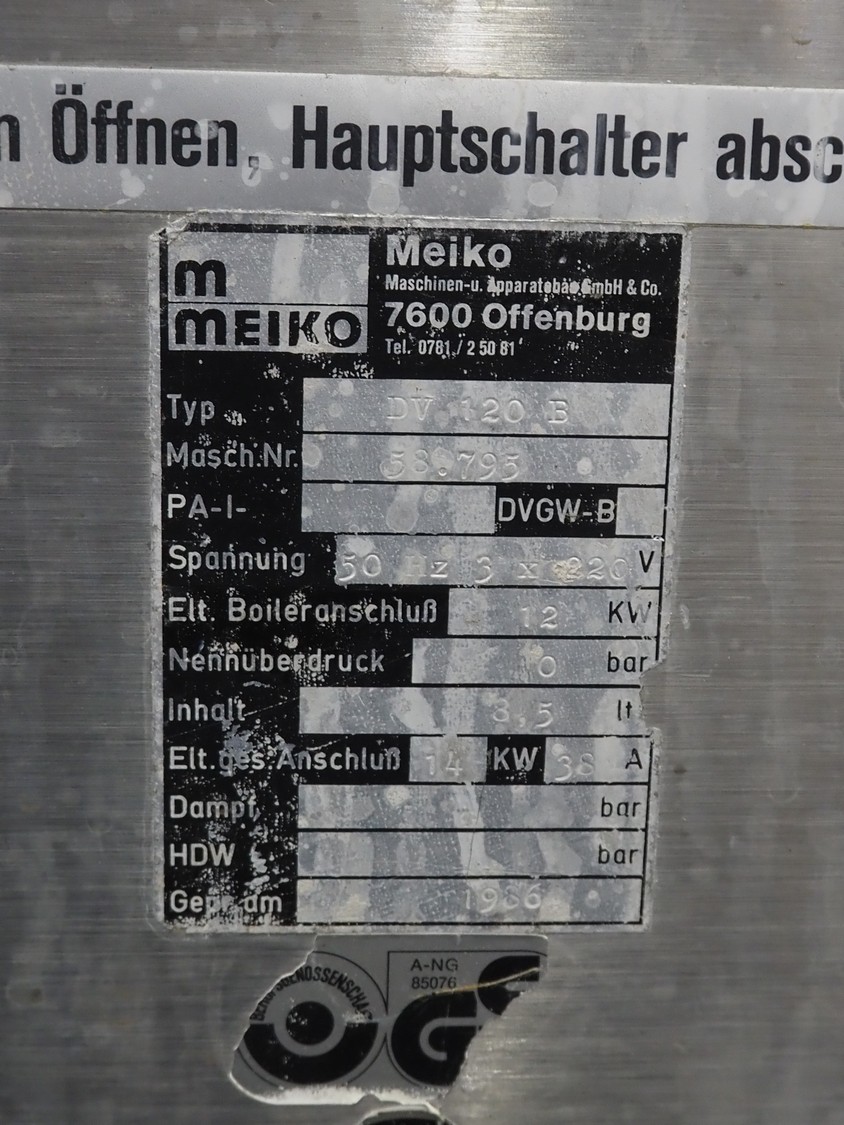 Öffnen, Hauptschalter absc
m
MEIKO
Meiko
Maschinen-u. Apparatebau GmbH & Co.
7600 Offenburg
Tel. 0781 / 2 50 81
Typ DV 120 B
Masch.Nr. 58.795
PA-I- DVGW-B
Spannung 50 Hz 3 x 220 V
Elt. Boileranschluß 12 KW
Nennüberdruck 0 bar
Inhalt 8,5 lt
Elt.ges.Anschluß 14 KW 38 A
Dampf bar
HDW bar
Gepr. am 1986
A-NG
85076